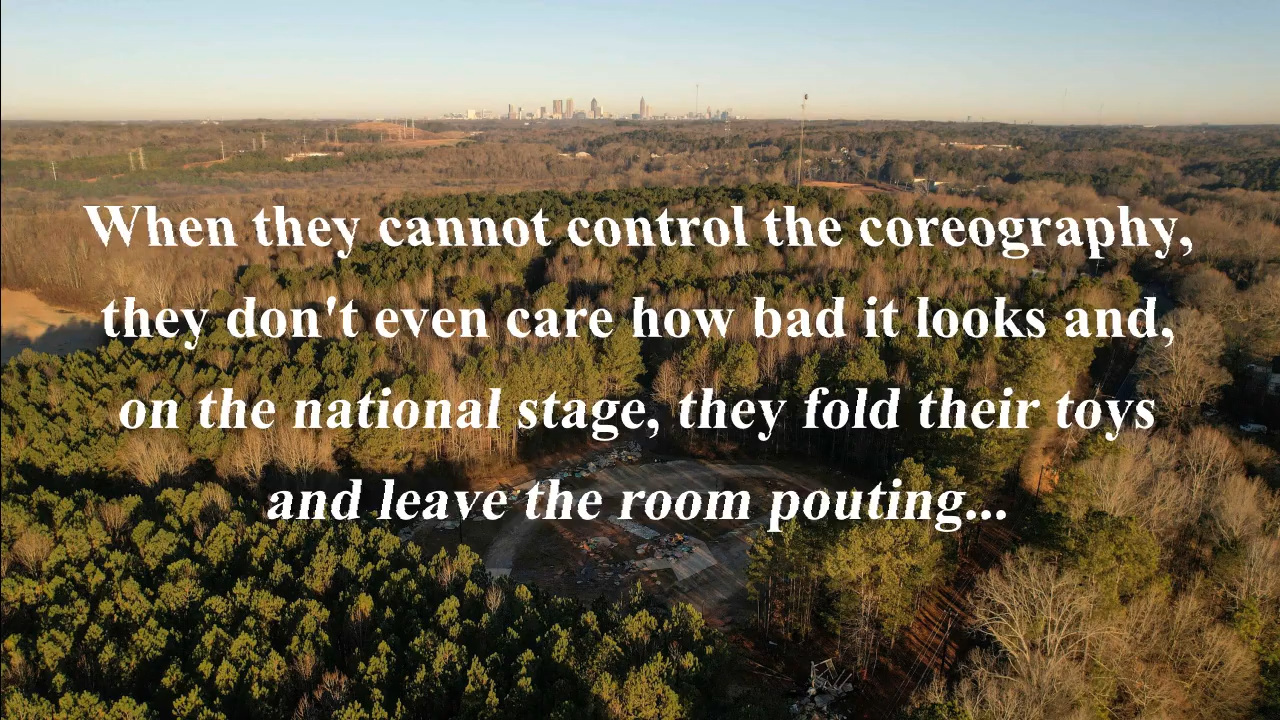 When they cannot control the coreography,
they don't even care how bad it looks and,
on the national stage, they fold their toys
and leave the room pouting...